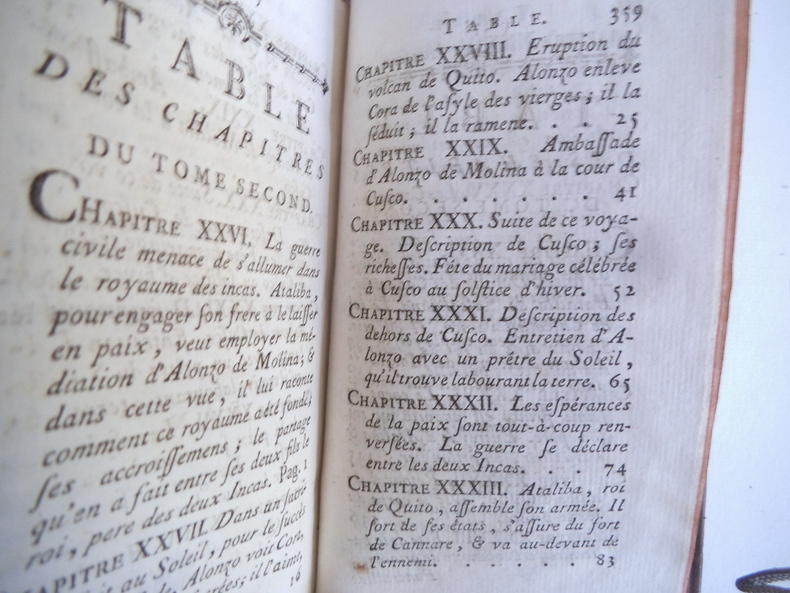 TABLE
DES CHAPITRES
DU TOME SECOND.
CHAPITRE XXVI. La guerre
civile menace de s'allumer dans
le royaume des incas. Ataliba,
pour engager ſon frère à le laiſſer
en paix, veut employer la mé-
diation d'Alonzo de Molina; &
dans cette vue, il lui raconte
comment ce royaume a été fondé;
ſes accroiſſemens; le partage
qu'en a fait entre ſes deux fils le
roi, pere des deux Incas. Pag. 1
CHAPITRE XXVII. Dans un ſacri-
au Soleil, pour le ſuccès
Alonzo voit Cora,
il l'aime,
16
TABLE. 359
CHAPITRE XXVIII. Eruption du
volcan de Quito. Alonzo enleve
Cora de l'aſyle des vierges; il la
ſéduit; il la ramene. . . 25
CHAPITRE XXIX. Ambaſſade
d'Alonzo de Molina à la cour de
Cuſco. . . . . . . 41
CHAPITRE XXX. Suite de ce voya-
ge. Deſcription de Cuſco; ſes
richeſſes. Fête du mariage célébrée
à Cuſco au ſolſtice d'hiver. 52
CHAPITRE XXXI. Deſcription des
dehors de Cuſco. Entretien d'A-
lonzo avec un prêtre du Soleil,
qu'il trouve labourant la terre. 65
CHAPITRE XXXII. Les eſpérances
de la paix ſont tout-à-coup ren-
verſées. La guerre ſe déclare
entre les deux Incas. . . 74
CHAPITRE XXXIII. Ataliba, roi
de Quito, aſſemble ſon armée. Il
ſort de ſes états, s'aſſure du fort
de Cannare, & va au-devant de
l'ennemi. . . . . . 83